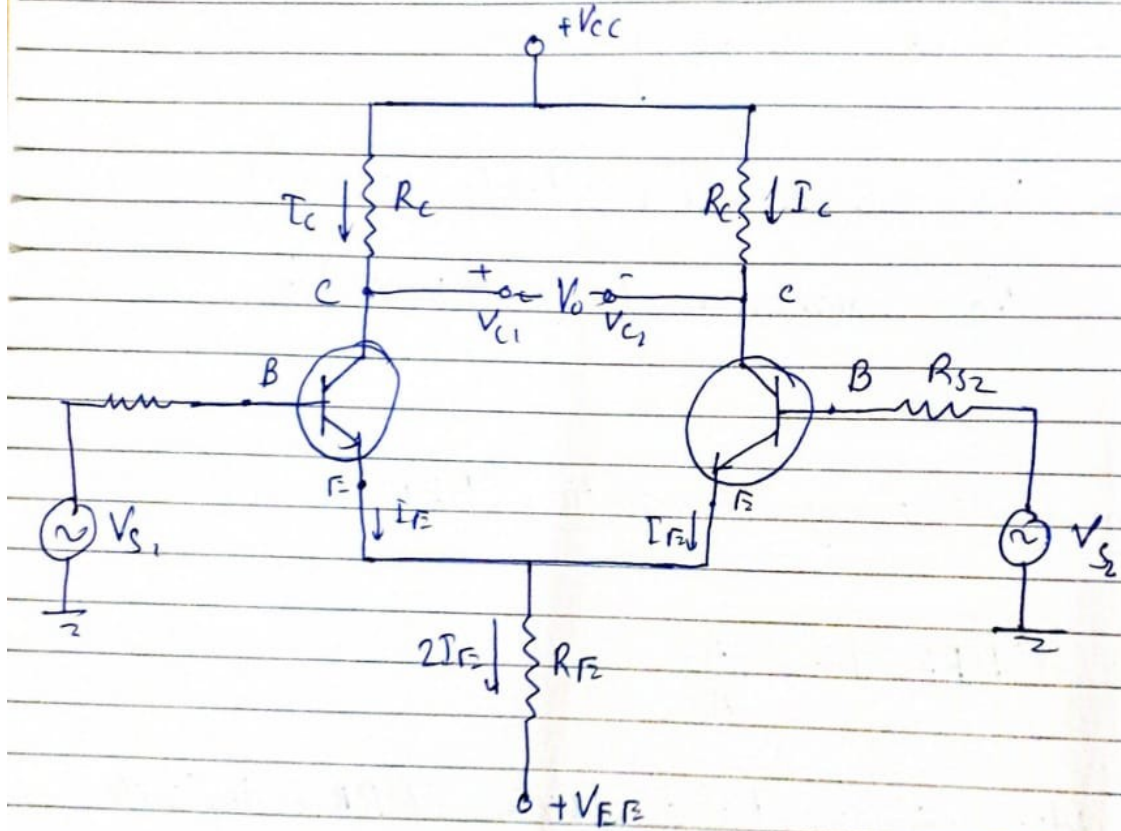 +VCC
IC RC RC IC
C + Vo - C
VC1 VC2
B B RS2
E E
IE IE
VS1 VS2
2IE RE
+VEE